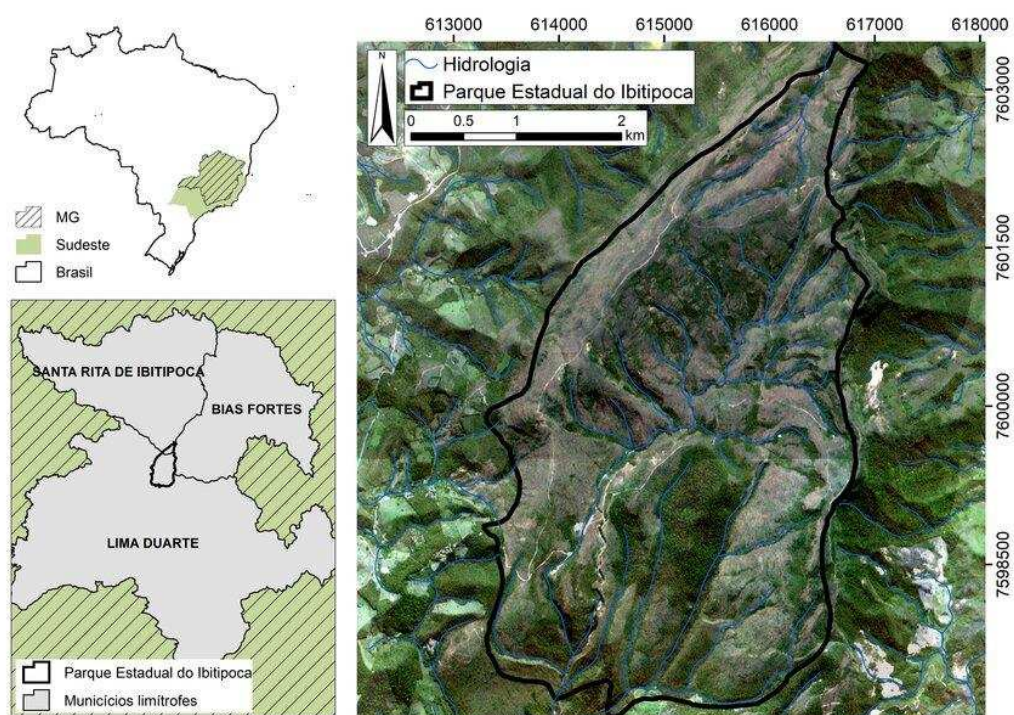 MG
Sudeste
Brasil
SANTA RITA DE IBITIPOCA
BIAS FORTES
LIMA DUARTE
Parque Estadual do Ibitipoca
Municícios limítrofes
613000 614000 615000 616000 617000 618000
N
Hidrologia
Parque Estadual do Ibitipoca
0 0.5 1 2
km
7603000
7601500
7600000
7598500